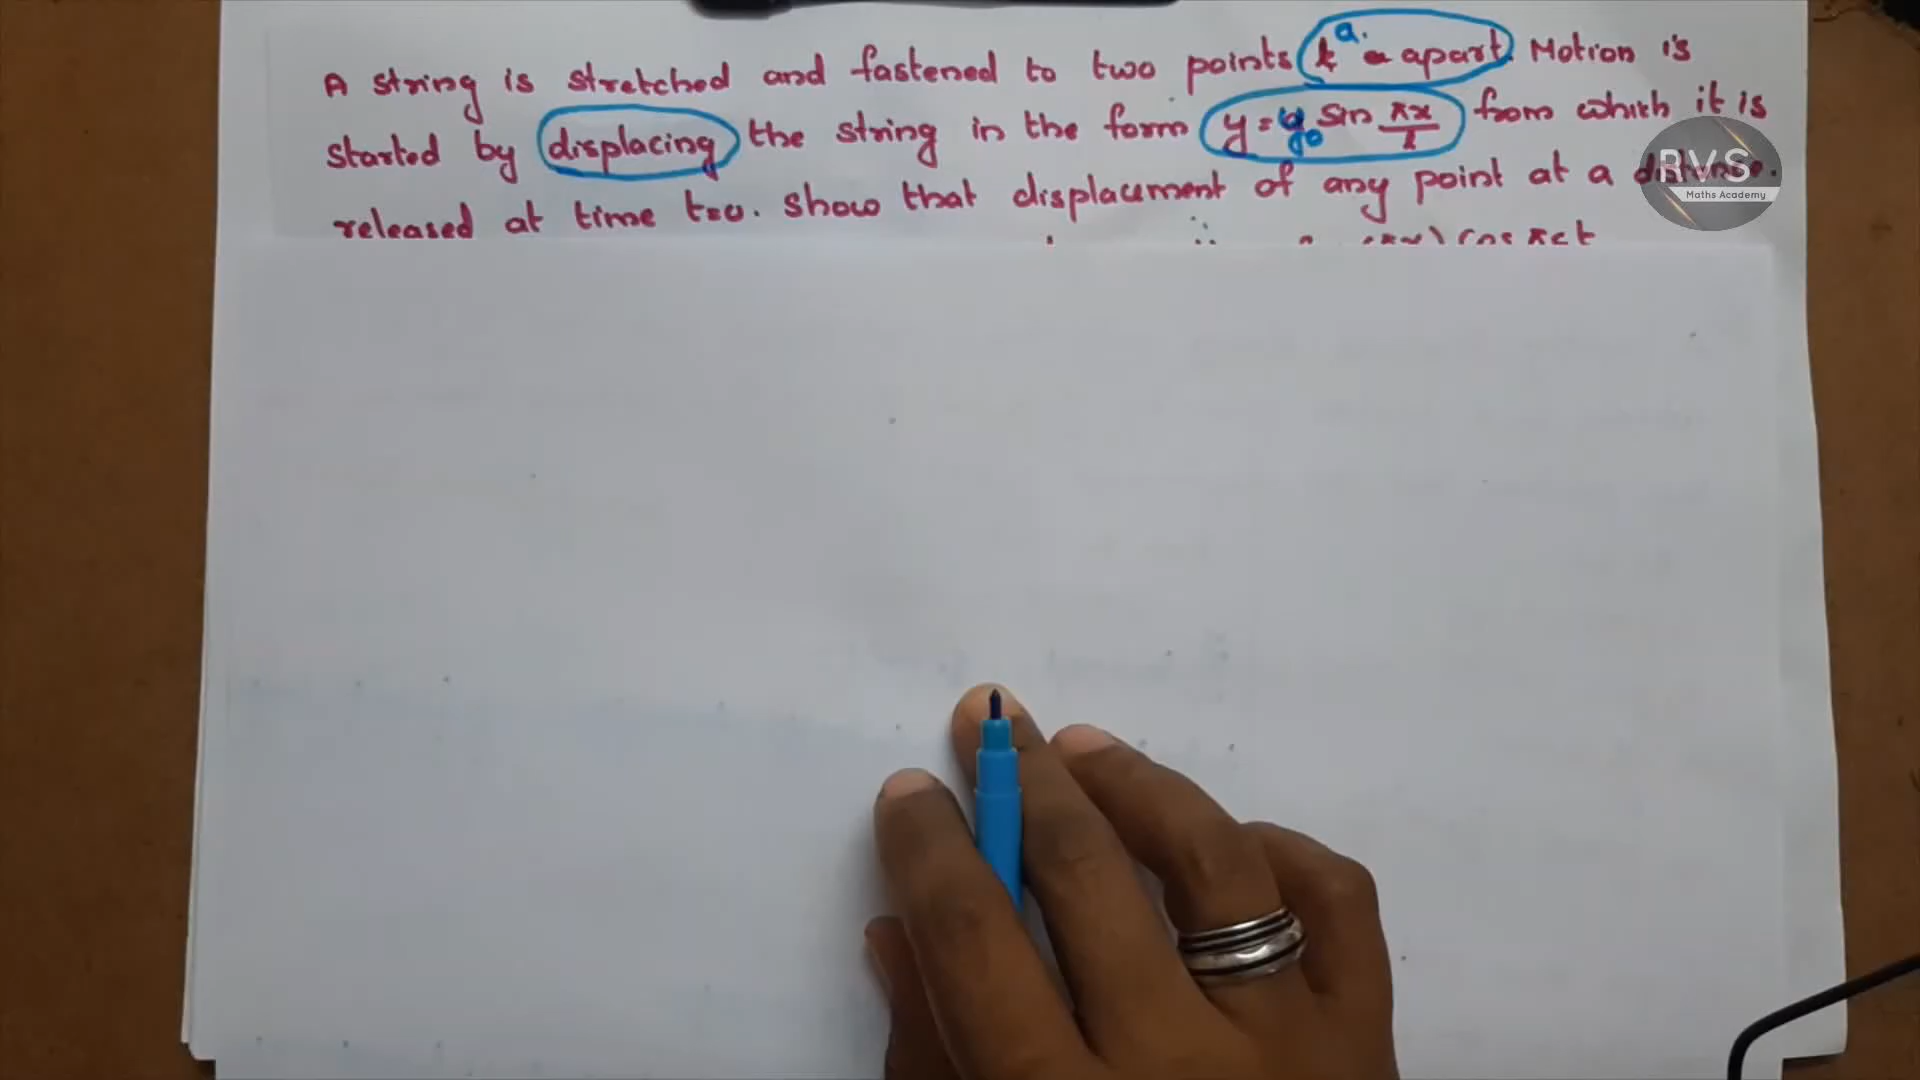 A string is stretched and fastened to two points a apart. Motion is
started by displacing the string in the form y = y₀ sin πx/l from which it is
released at time t=0. Show that displacement of any point at a distance.
cos πct
RVS
Maths Academy